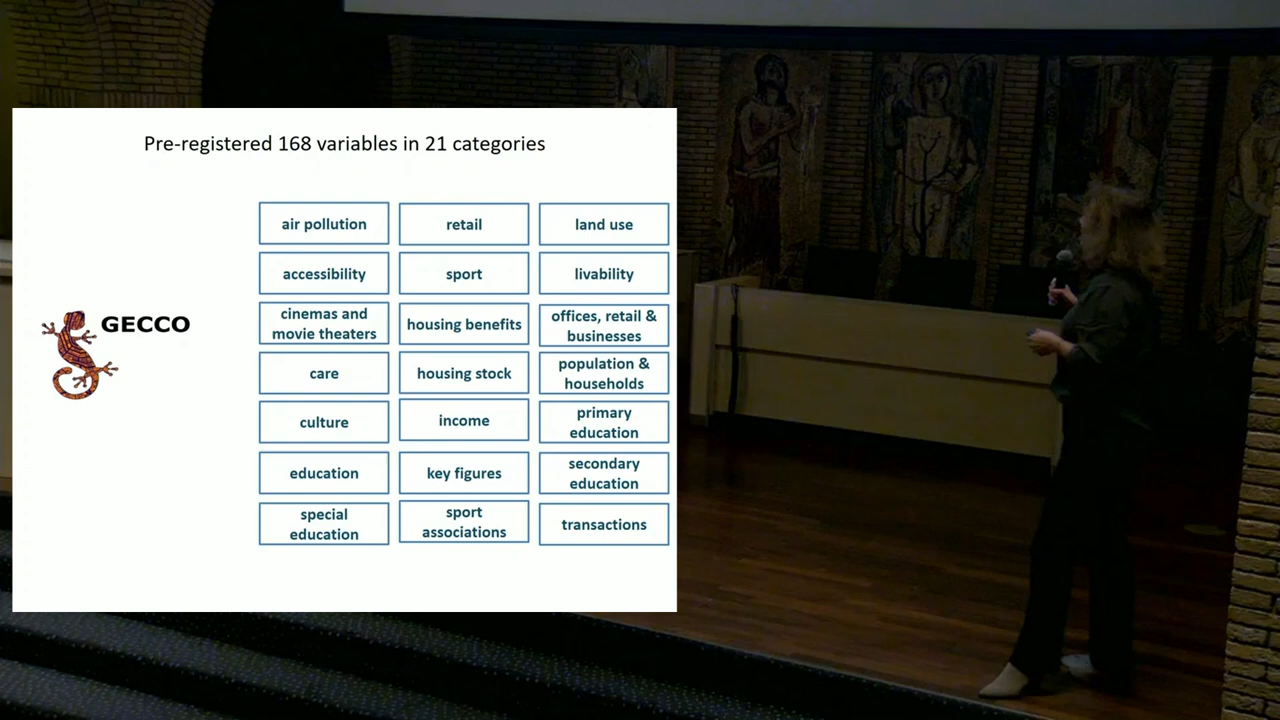 Pre-registered 168 variables in 21 categories
air pollution
retail
land use
accessibility
sport
livability
cinemas and
movie theaters
housing benefits
offices, retail &
businesses
GECCO
care
housing stock
population &
households
culture
income
primary
education
education
key figures
secondary
education
special
education
sport
associations
transactions